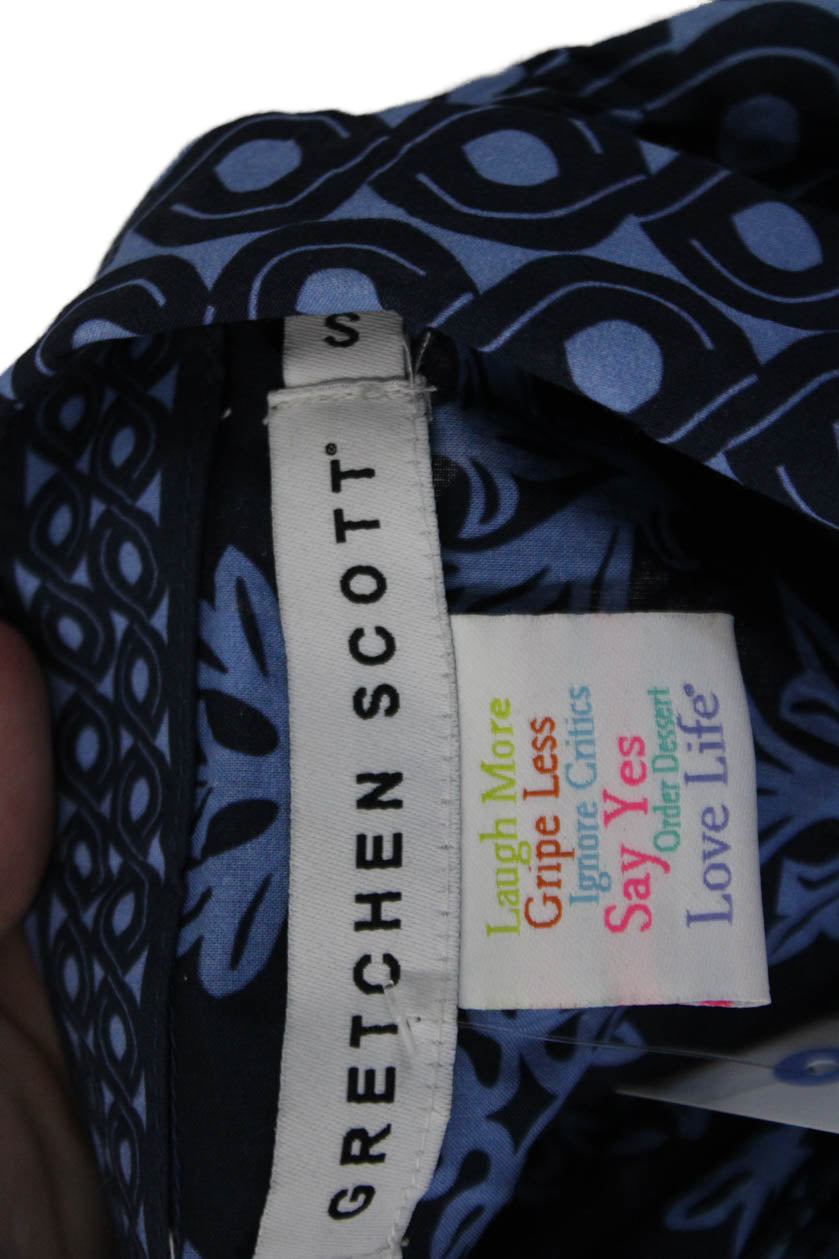 S
GRETCHEN SCOTT®
Laugh More
Gripe Less
Ignore Critics
Say Yes
Order Dessert
Love Life®